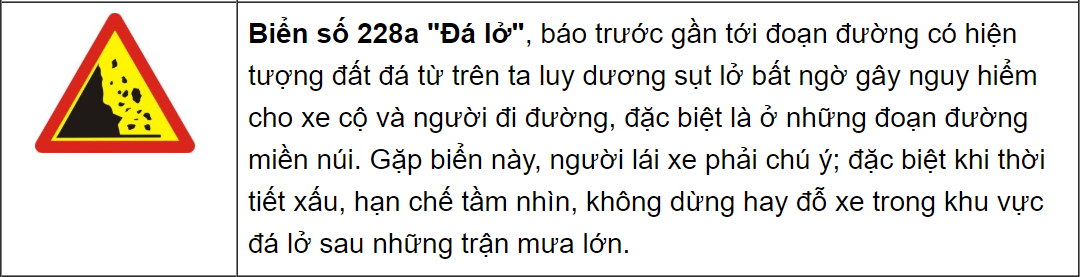 Biển số 228a "Đá lở", báo trước gần tới đoạn đường có hiện
tượng đất đá từ trên ta luy dương sụt lở bất ngờ gây nguy hiểm
cho xe cộ và người đi đường, đặc biệt là ở những đoạn đường
miền núi. Gặp biển này, người lái xe phải chú ý; đặc biệt khi thời
tiết xấu, hạn chế tầm nhìn, không dừng hay đỗ xe trong khu vực
đá lở sau những trận mưa lớn.